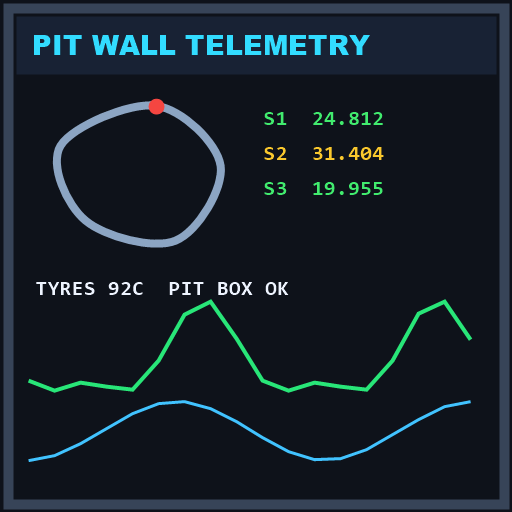 PIT WALL TELEMETRY
S1 24.812
S2 31.404
S3 19.955
TYRES 92C PIT BOX OK